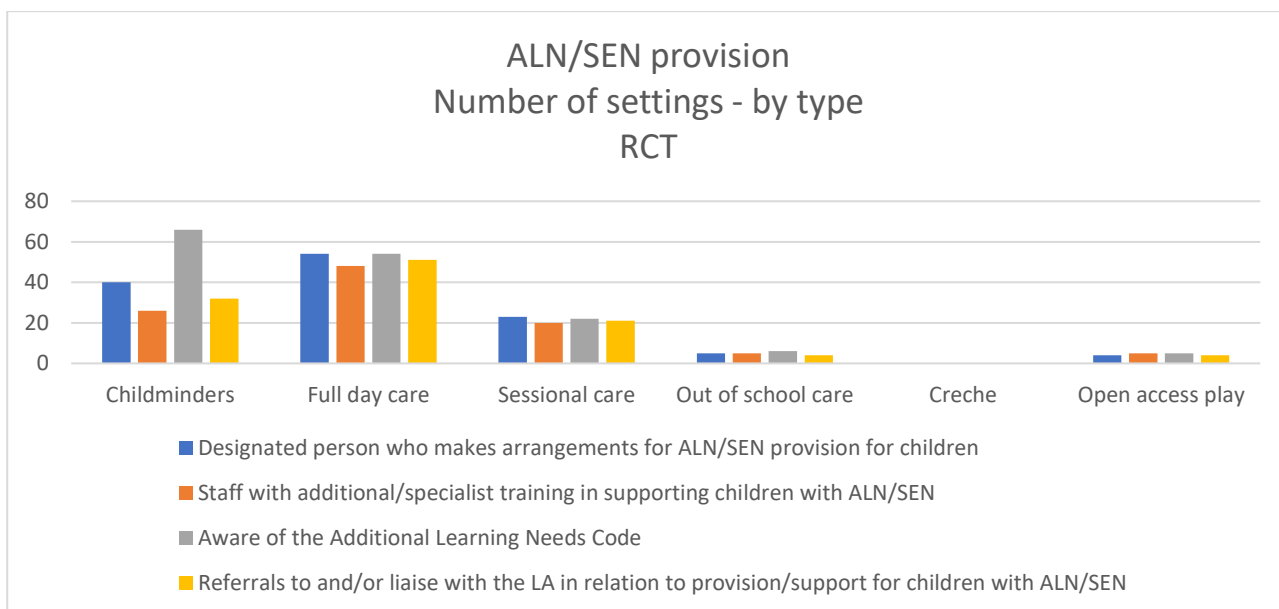 ALN/SEN provision
Number of settings - by type
RCT
80
60
40
20
0
Childminders Full day care Sessional care Out of school care Creche Open access play
Designated person who makes arrangements for ALN/SEN provision for children
Staff with additional/specialist training in supporting children with ALN/SEN
Aware of the Additional Learning Needs Code
Referrals to and/or liaise with the LA in relation to provision/support for children with ALN/SEN